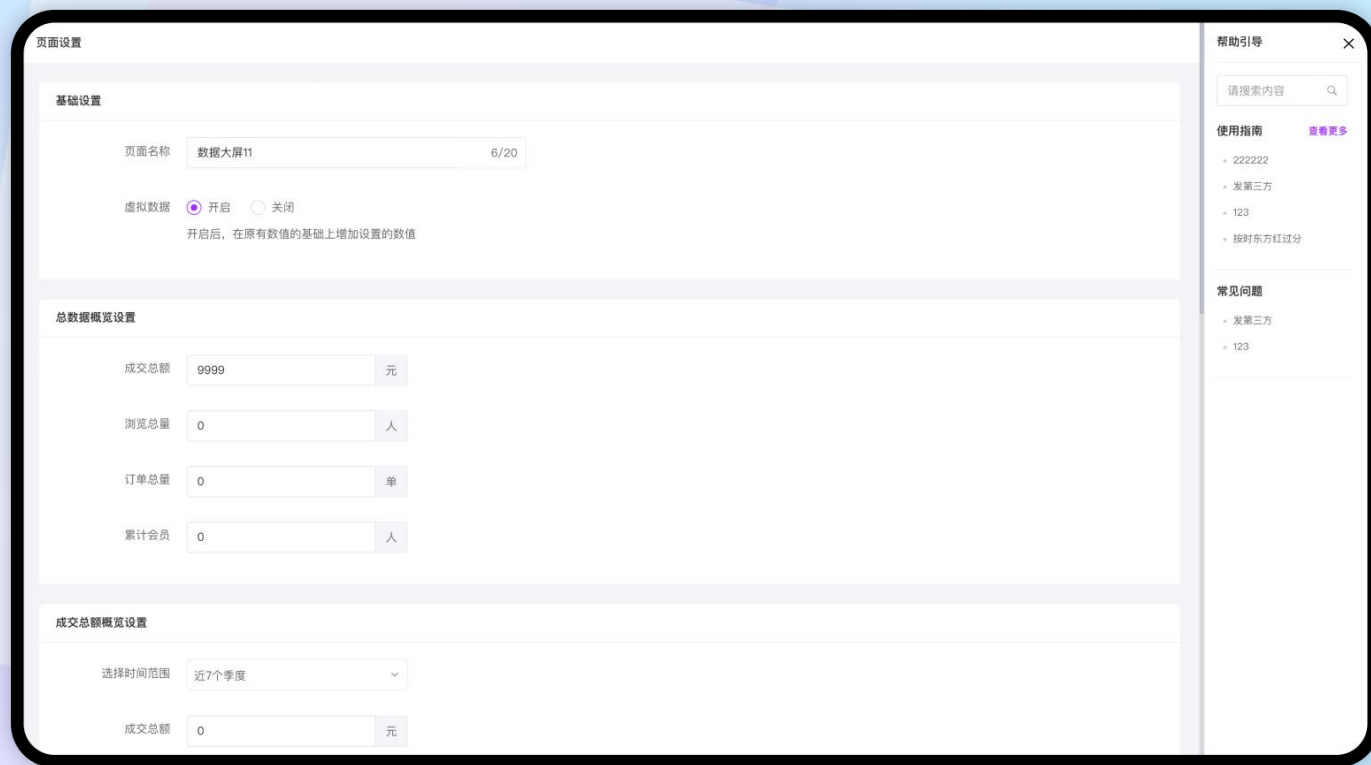 页面设置
基础设置
页面名称 数据大屏11 6/20
虚拟数据 开启 关闭
开启后，在原有数值的基础上增加设置的数值
总数据概览设置
成交总额 9999 元
浏览总量 0 人
订单总量 0 单
累计会员 0 人
成交总额概览设置
选择时间范围 近7个季度
成交总额 0 元
帮助引导
请搜索内容
使用指南 查看更多
222222
发第三方
123
按时东方红过分
常见问题
发第三方
123